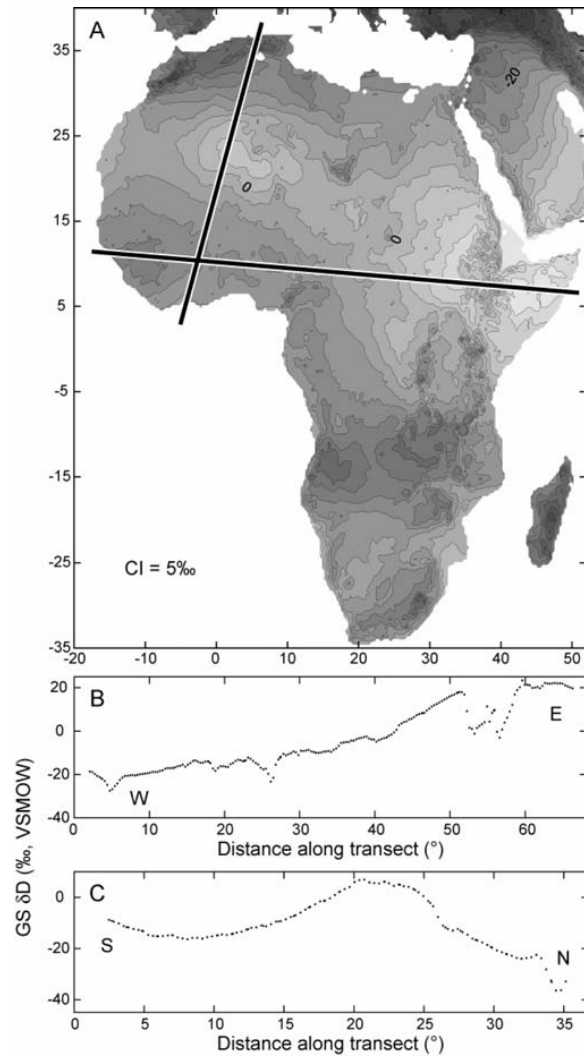 A
35
25
15
5
-5
-15
-25
-35
-20
0
0
CI = 5‰
-20 -10 0 10 20 30 40 50
GS δD (‰, VSMOW)
B
E
W
20
0
-20
-40
0 10 20 30 40 50 60
Distance along transect (°)
C
S
N
0
-20
-40
0 5 10 15 20 25 30 35
Distance along transect (°)